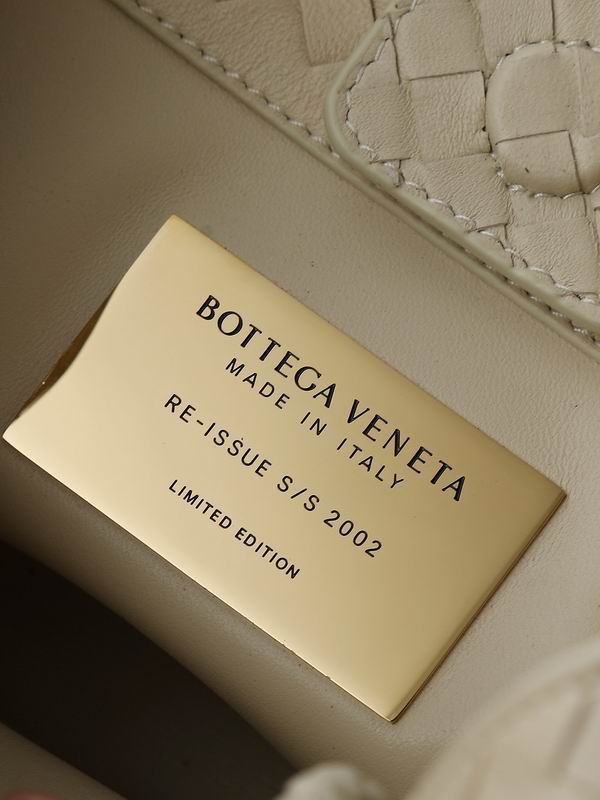 BOTTEGA VENETA
MADE IN ITALY
RE-ISSUE S/S 2002
LIMITED EDITION